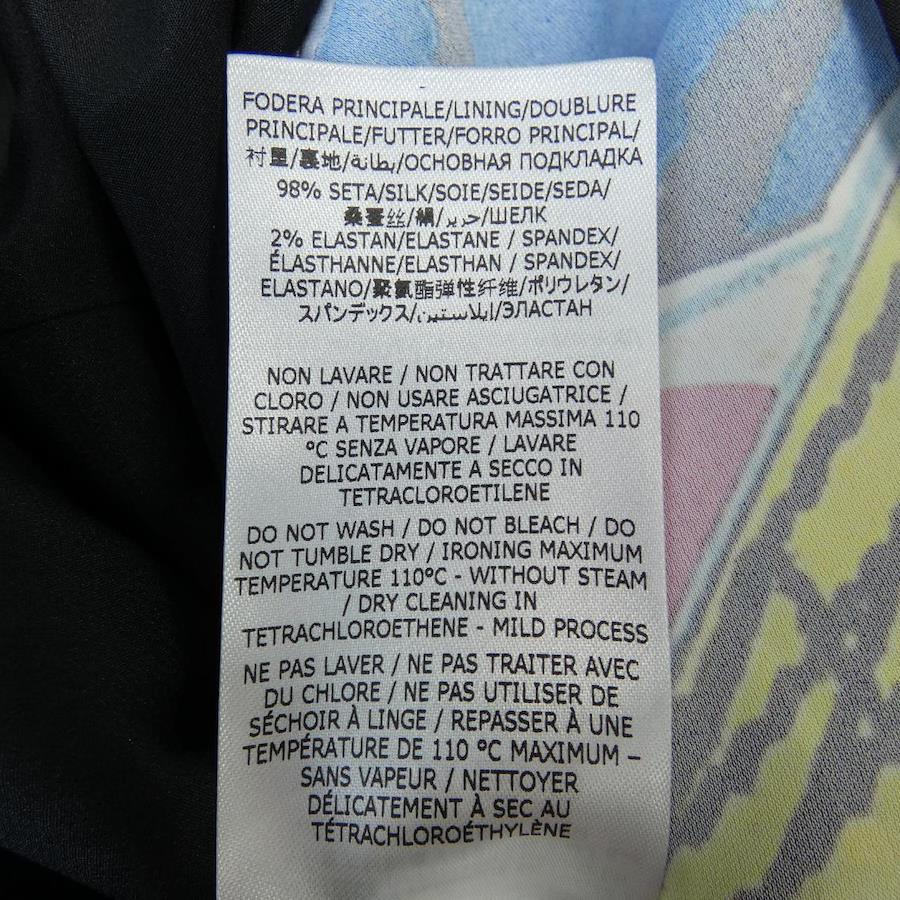 FODERA PRINCIPALE/LINING/DOUBLURE
PRINCIPALE/FUTTER/FORRO PRINCIPAL/
衬里/裏地/بطانة/ОСНОВНАЯ ПОДКЛАДКА
98% SETA/SILK/SOIE/SEIDE/SEDA/
桑蚕丝/絹/حرير/ШЕЛК
2% ELASTAN/ELASTANE / SPANDEX/
ÉLASTHANNE/ELASTHAN / SPANDEX/
ELASTANO/聚氨酯弹性纤维/ポリウレタン/
スパンデックス/إيلاستين./ЭЛАСТАН
NON LAVARE / NON TRATTARE CON
CLORO / NON USARE ASCIUGATRICE /
STIRARE A TEMPERATURA MASSIMA 110
°C SENZA VAPORE / LAVARE
DELICATAMENTE A SECCO IN
TETRACLOROETILENE
DO NOT WASH / DO NOT BLEACH / DO
NOT TUMBLE DRY / IRONING MAXIMUM
TEMPERATURE 110°C - WITHOUT STEAM
/ DRY CLEANING IN
TETRACHLOROETHENE - MILD PROCESS
NE PAS LAVER / NE PAS TRAITER AVEC
DU CHLORE / NE PAS UTILISER DE
SÉCHOIR À LINGE / REPASSER À UNE
TEMPÉRATURE DE 110 °C MAXIMUM –
SANS VAPEUR / NETTOYER
DÉLICATEMENT À SEC AU
TÉTRACHLOROÉTHYLÈNE